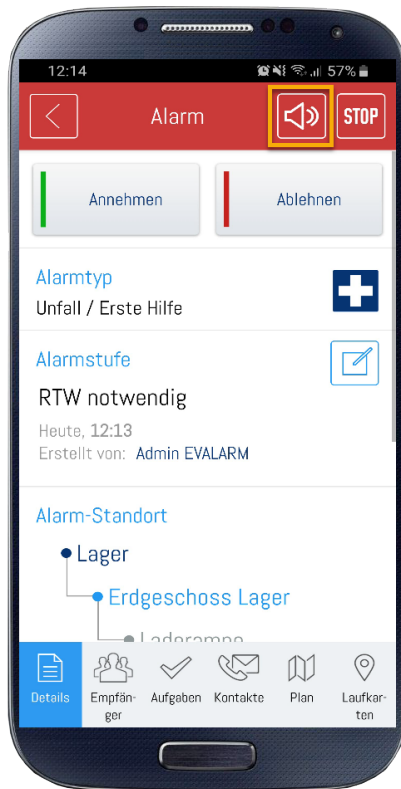 12:14 57%
Alarm STOP
Annehmen Ablehnen
Alarmtyp
Unfall / Erste Hilfe
Alarmstufe
RTW notwendig
Heute, 12:13
Erstellt von: Admin EVALARM
Alarm-Standort
Lager
Erdgeschoss Lager
Laderampe
Details Empfän-
ger Aufgaben Kontakte Plan Laufkar-
ten